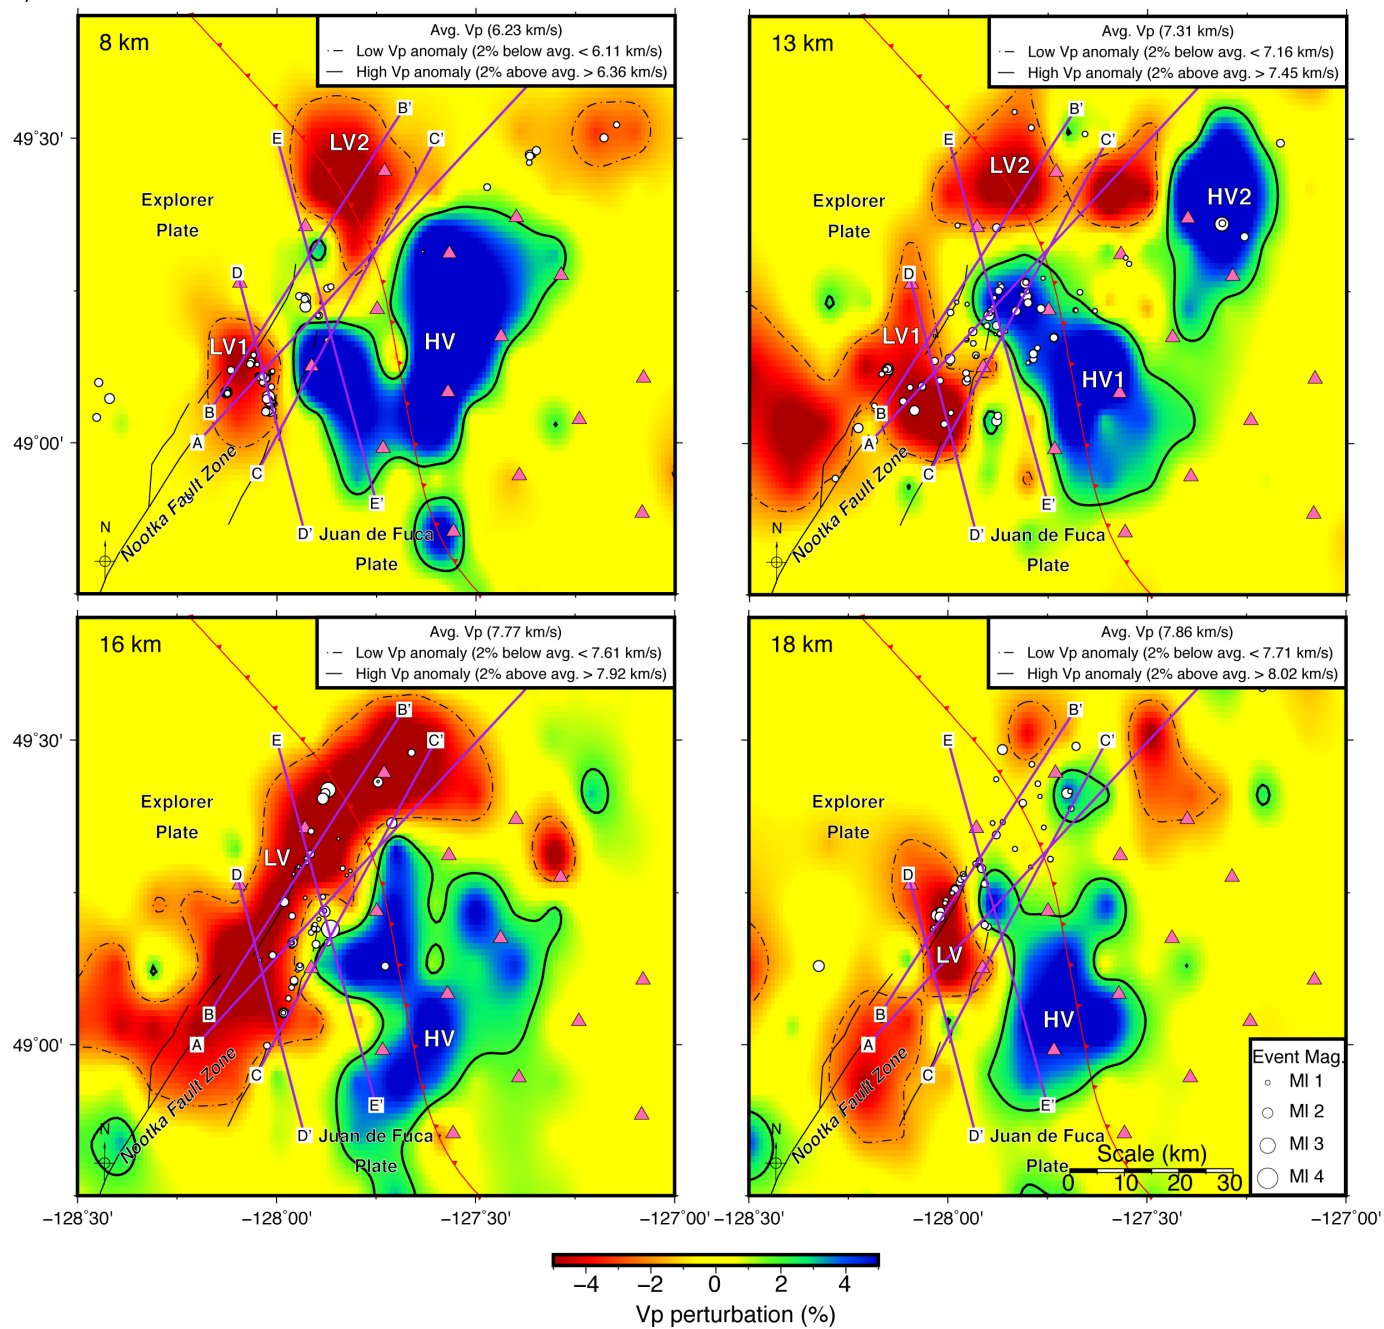 8 km
Avg. Vp (6.23 km/s)
Low Vp anomaly (2% below avg. < 6.11 km/s)
High Vp anomaly (2% above avg. > 6.36 km/s)
49°30'
49°00'
B'
E
C'
LV2
Explorer
Plate
D
LV1
HV
B
A
C
Nootka Fault Zone
E'
D'
Juan de Fuca
Plate
N
13 km
Avg. Vp (7.31 km/s)
Low Vp anomaly (2% below avg. < 7.16 km/s)
High Vp anomaly (2% above avg. > 7.45 km/s)
B'
E
C'
LV2
HV2
Explorer
Plate
D
LV1
HV1
B
A
C
Nootka Fault Zone
E'
D'
Juan de Fuca
Plate
N
16 km
Avg. Vp (7.77 km/s)
Low Vp anomaly (2% below avg. < 7.61 km/s)
High Vp anomaly (2% above avg. > 7.92 km/s)
49°30'
49°00'
B'
E
C'
Explorer
Plate
LV
D
B
HV
A
C
Nootka Fault Zone
E'
D'
Juan de Fuca
Plate
N
−128°30'
−128°00'
−127°30'
−127°00'
18 km
Avg. Vp (7.86 km/s)
Low Vp anomaly (2% below avg. < 7.71 km/s)
High Vp anomaly (2% above avg. > 8.02 km/s)
B'
E
C'
Explorer
Plate
D
LV
B
HV
A
C
Nootka Fault Zone
E'
D'
Juan de Fuca
Plate
N
Scale (km)
0 10 20 30
Event Mag.
Ml 1
Ml 2
Ml 3
Ml 4
−128°30'
−128°00'
−127°30'
−127°00'
−4 −2 0 2 4
Vp perturbation (%)